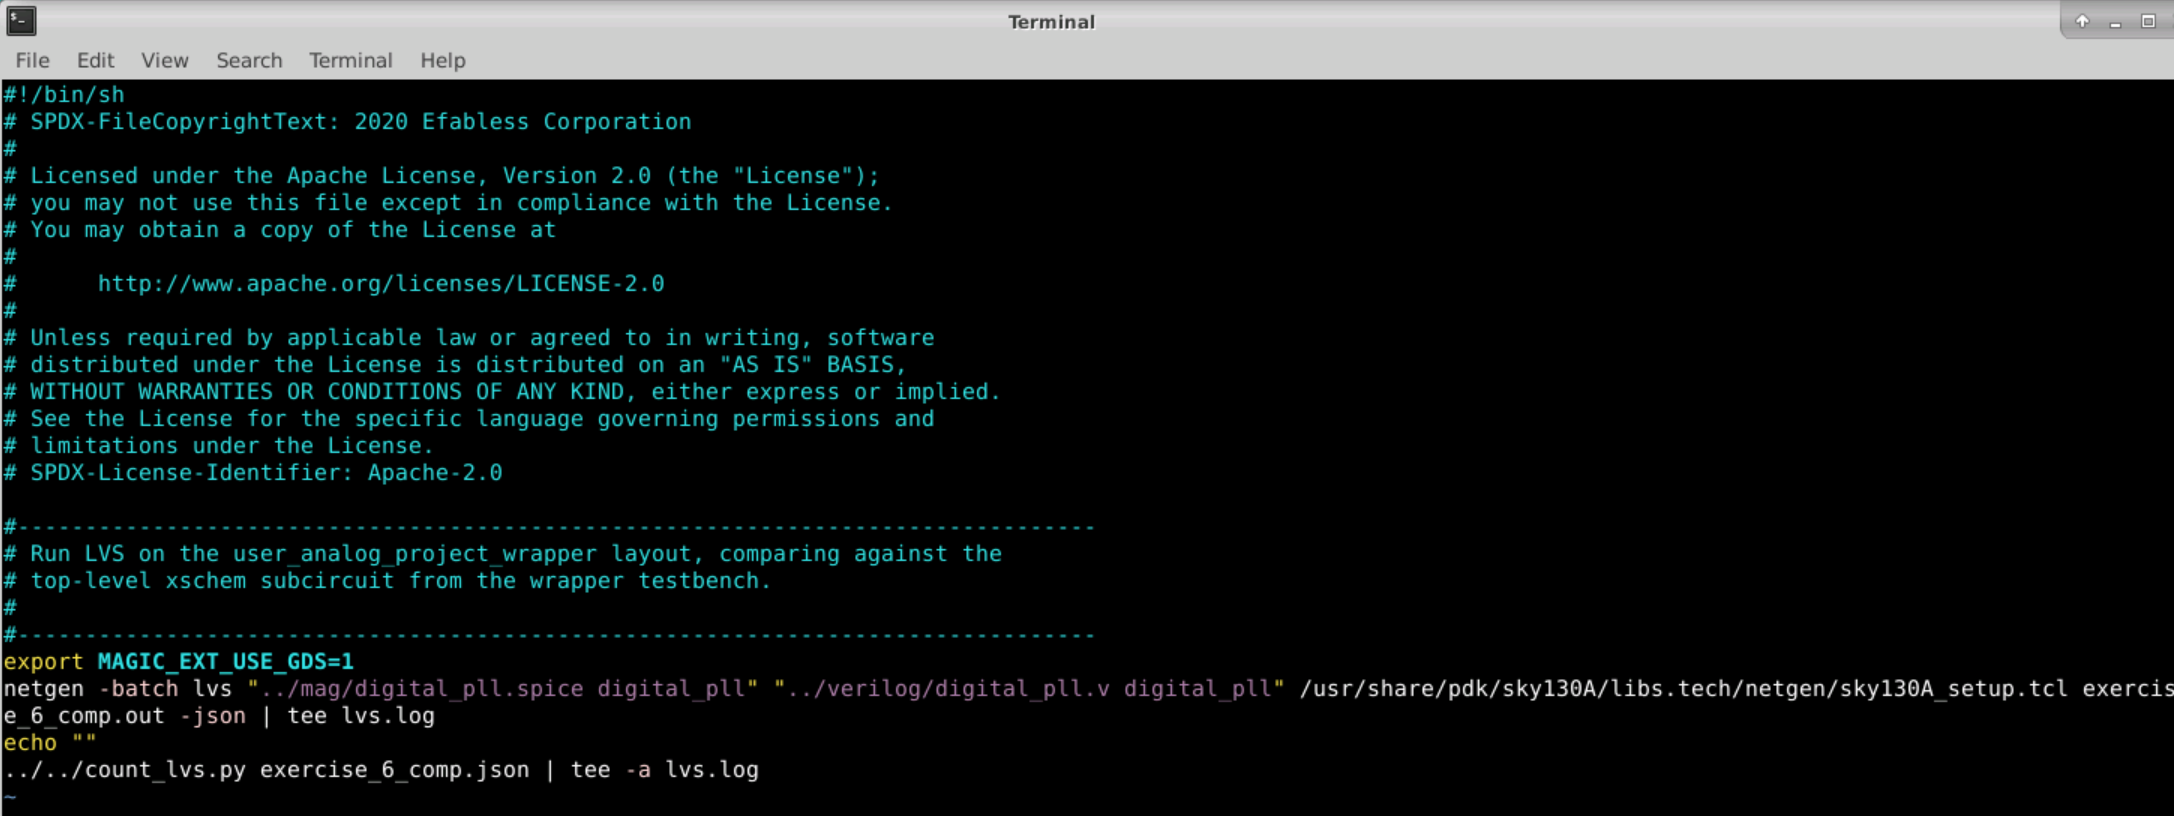 $_
Terminal
File Edit View Search Terminal Help
#!/bin/sh
# SPDX-FileCopyrightText: 2020 Efabless Corporation
#
# Licensed under the Apache License, Version 2.0 (the "License");
# you may not use this file except in compliance with the License.
# You may obtain a copy of the License at
#
#      http://www.apache.org/licenses/LICENSE-2.0
#
# Unless required by applicable law or agreed to in writing, software
# distributed under the License is distributed on an "AS IS" BASIS,
# WITHOUT WARRANTIES OR CONDITIONS OF ANY KIND, either express or implied.
# See the License for the specific language governing permissions and
# limitations under the License.
# SPDX-License-Identifier: Apache-2.0
#--------------------------------------------------------------------------------
# Run LVS on the user_analog_project_wrapper layout, comparing against the
# top-level xschem subcircuit from the wrapper testbench.
#
#--------------------------------------------------------------------------------
export MAGIC_EXT_USE_GDS=1
netgen -batch lvs "../mag/digital_pll.spice digital_pll" "../verilog/digital_pll.v digital_pll" /usr/share/pdk/sky130A/libs.tech/netgen/sky130A_setup.tcl exercis
e_6_comp.out -json | tee lvs.log
echo ""
../../count_lvs.py exercise_6_comp.json | tee -a lvs.log
~